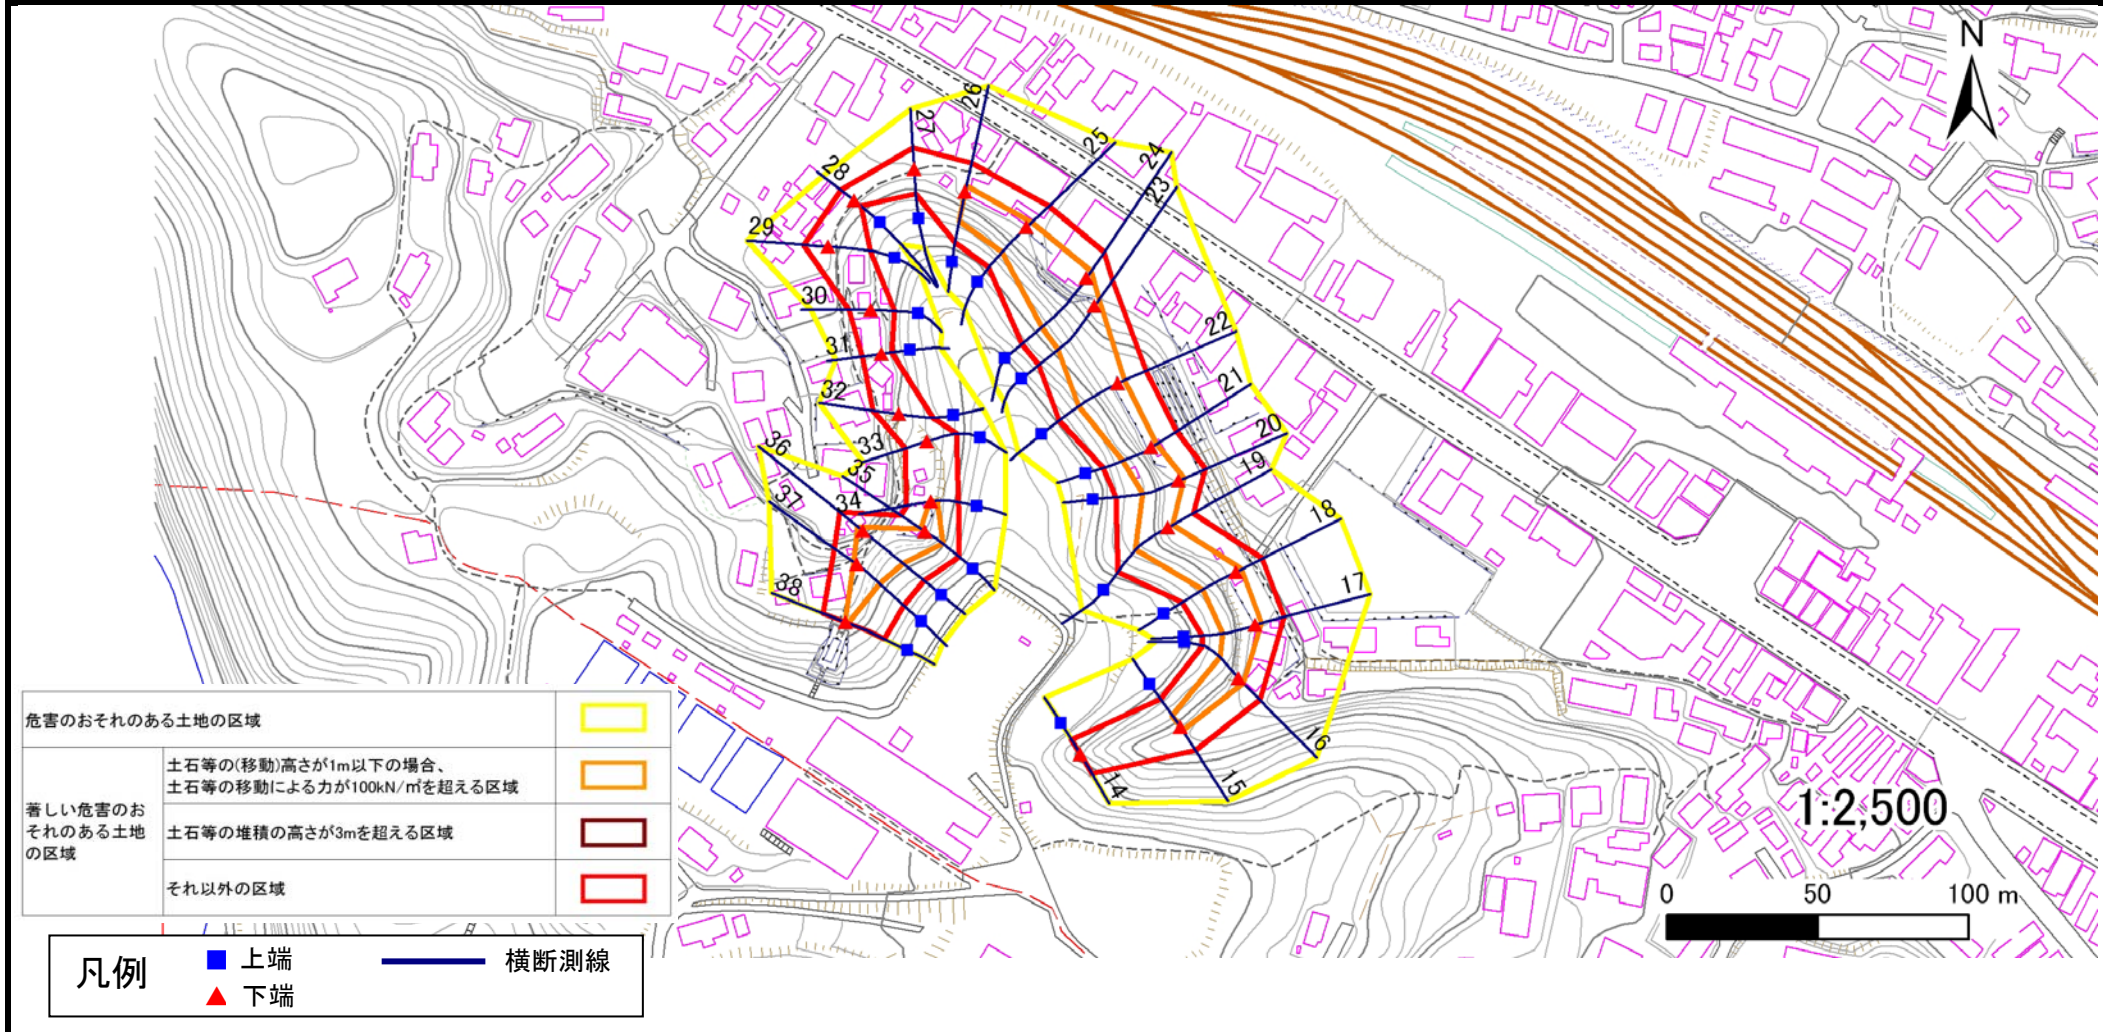 N
26
27
25
24
28
23
29
30
22
31
21
32
20
33
36
19
35
34
37
18
38
17
16
15
14
危害のおそれのある土地の区域
著しい危害のお
それのある土地
の区域
土石等の(移動)高さが1m以下の場合、
土石等の移動による力が100kN/㎡を超える区域
土石等の堆積の高さが3mを超える区域
それ以外の区域
1:2,500
0 50 100 m
凡例
上端
横断測線
下端